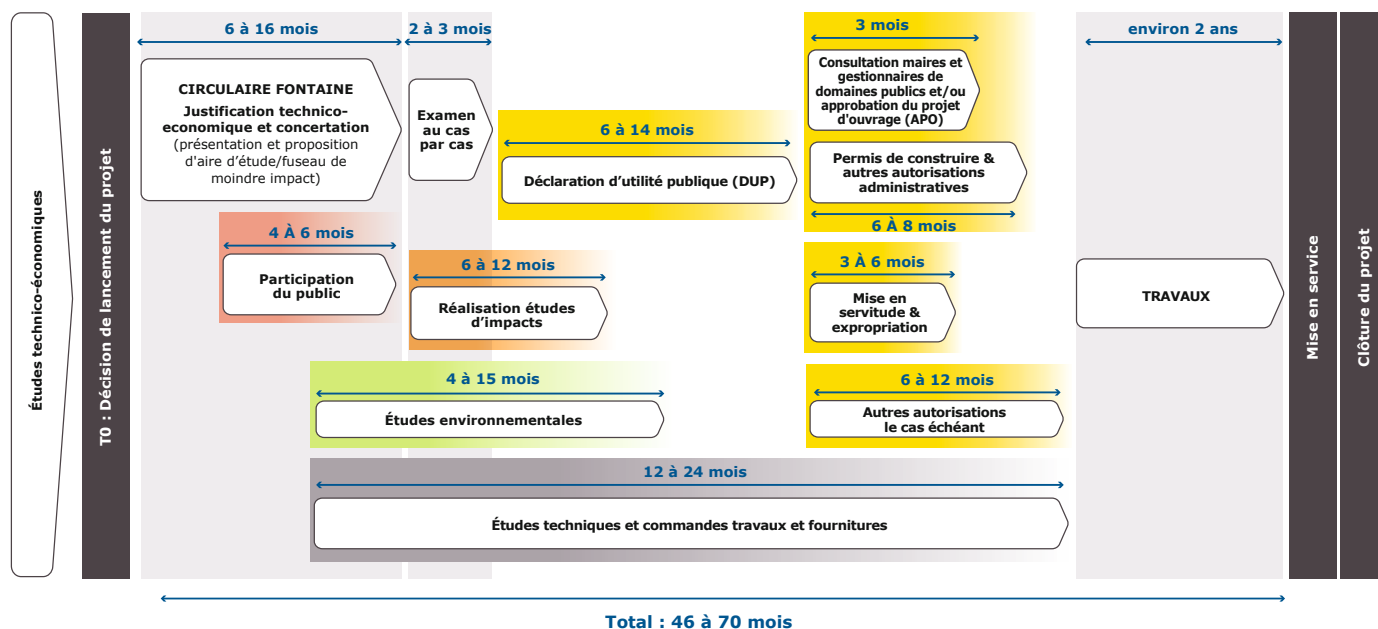 Études technico-économiques
T0 : Décision de lancement du projet
6 à 16 mois
CIRCULAIRE FONTAINE
Justification technico-
economique et concertation
(présentation et proposition
d'aire d'étude/fuseau de
moindre impact)
4 À 6 mois
Participation
du public
2 à 3 mois
Examen
au cas
par cas
6 à 14 mois
Déclaration d'utilité publique (DUP)
6 à 12 mois
Réalisation études
d'impacts
4 à 15 mois
Études environnementales
12 à 24 mois
Études techniques et commandes travaux et fournitures
3 mois
Consultation maires et
gestionnaires de
domaines publics et/ou
approbation du projet
d'ouvrage (APO)
Permis de construire &
autres autorisations
administratives
6 À 8 mois
3 À 6 mois
Mise en
servitude &
expropriation
6 à 12 mois
Autres autorisations
le cas échéant
environ 2 ans
TRAVAUX
Mise en service
Clôture du projet
Total : 46 à 70 mois